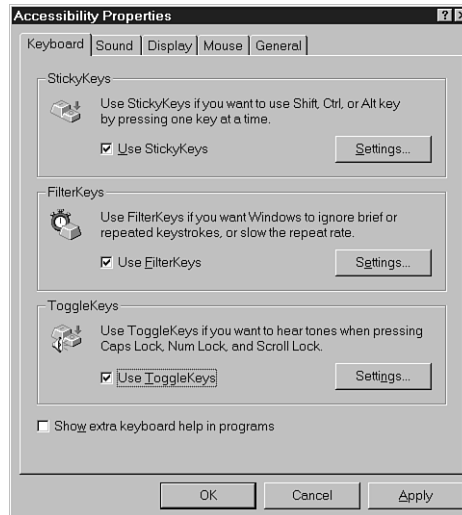 Accessibility Properties
Keyboard Sound Display Mouse General
StickyKeys
Use StickyKeys if you want to use Shift, Ctrl, or Alt key
by pressing one key at a time.
Use StickyKeys Settings...
FilterKeys
Use FilterKeys if you want Windows to ignore brief or
repeated keystrokes, or slow the repeat rate.
Use FilterKeys Settings...
ToggleKeys
Use ToggleKeys if you want to hear tones when pressing
Caps Lock, Num Lock, and Scroll Lock.
Use ToggleKeys Settings...
Show extra keyboard help in programs
OK Cancel Apply